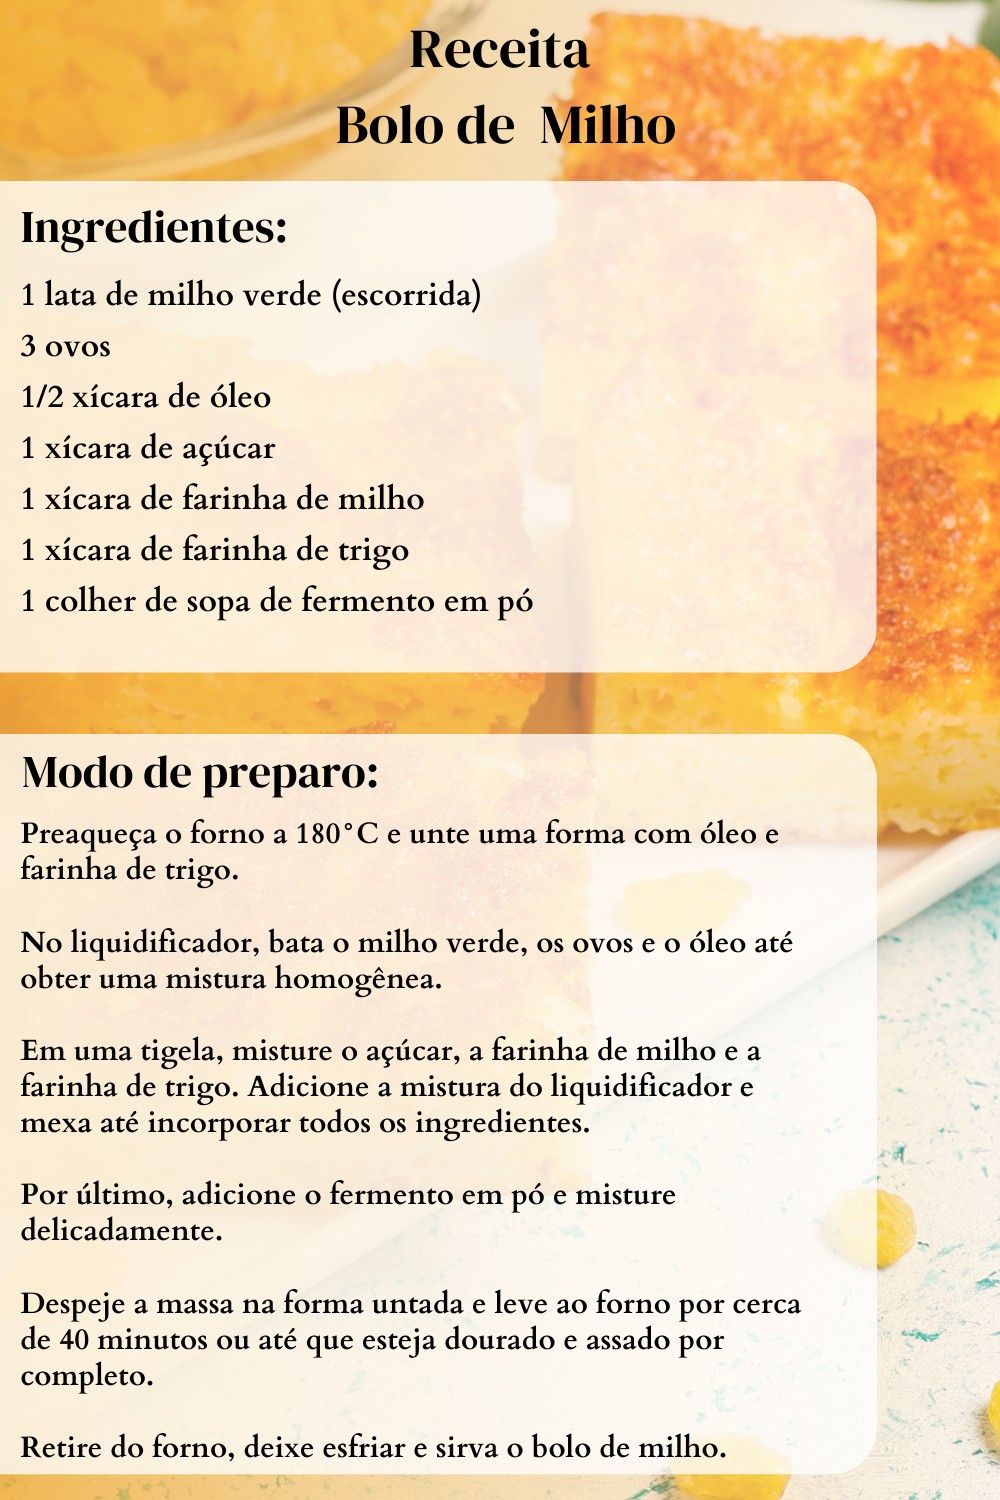 Receita
Bolo de Milho
Ingredientes:
1 lata de milho verde (escorrida)
3 ovos
1/2 xícara de óleo
1 xícara de açúcar
1 xícara de farinha de milho
1 xícara de farinha de trigo
1 colher de sopa de fermento em pó
Modo de preparo:
Preaqueça o forno a 180°C e unte uma forma com óleo e
farinha de trigo.
No liquidificador, bata o milho verde, os ovos e o óleo até
obter uma mistura homogênea.
Em uma tigela, misture o açúcar, a farinha de milho e a
farinha de trigo. Adicione a mistura do liquidificador e
mexa até incorporar todos os ingredientes.
Por último, adicione o fermento em pó e misture
delicadamente.
Despeje a massa na forma untada e leve ao forno por cerca
de 40 minutos ou até que esteja dourado e assado por
completo.
Retire do forno, deixe esfriar e sirva o bolo de milho.